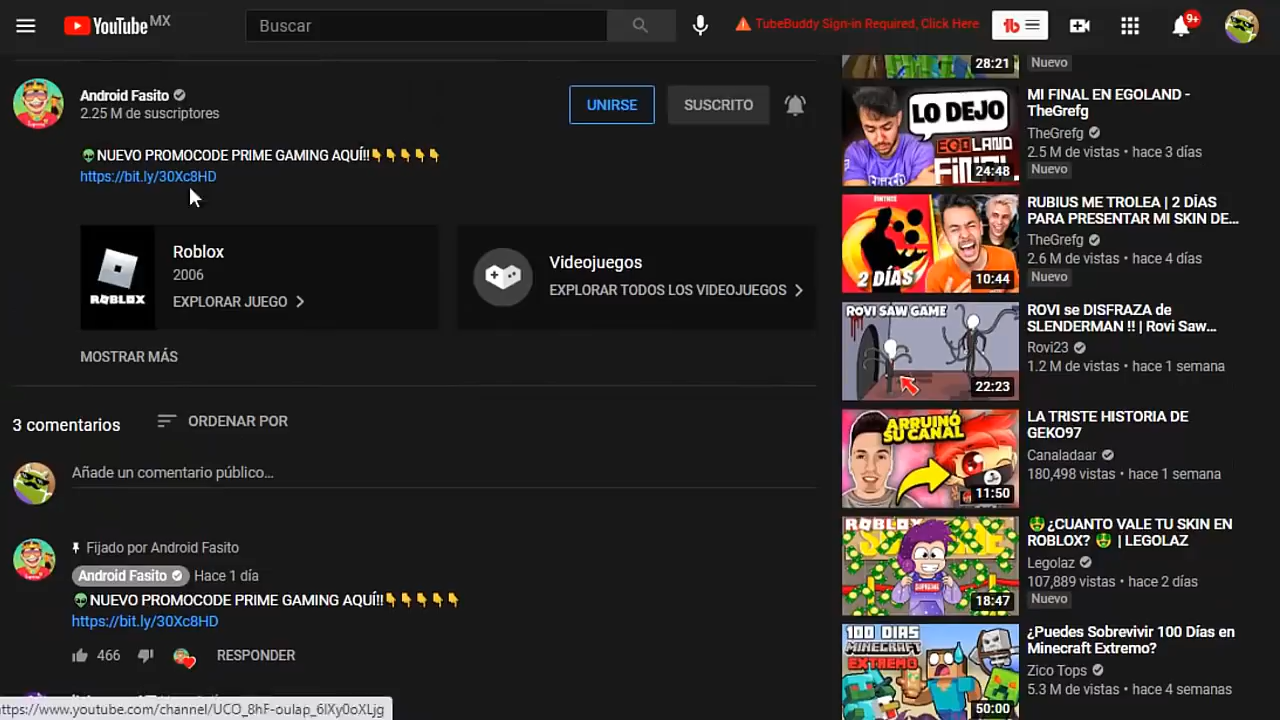 YouTube MX
Buscar
TubeBuddy Sign-in Required, Click Here
tb
9+
Android Fasito
2.25 M de suscriptores
UNIRSE
SUSCRITO
👽NUEVO PROMOCODE PRIME GAMING AQUÍ!!👇👇👇👇👇
https://bit.ly/30Xc8HD
ROBLOX
Roblox
2006
EXPLORAR JUEGO
Videojuegos
EXPLORAR TODOS LOS VIDEOJUEGOS
MOSTRAR MÁS
3 comentarios
ORDENAR POR
Añade un comentario público...
Fijado por Android Fasito
Android Fasito
Hace 1 día
👽NUEVO PROMOCODE PRIME GAMING AQUÍ!!👇👇👇👇👇
https://bit.ly/30Xc8HD
466
RESPONDER
28:21
Nuevo
LO DEJO
EGOLAND
FINAL
24:48
MI FINAL EN EGOLAND -
TheGrefg
TheGrefg
2.5 M de vistas • hace 3 días
Nuevo
2 DÍAS
10:44
RUBIUS ME TROLEA | 2 DÍAS
PARA PRESENTAR MI SKIN DE...
TheGrefg
2.6 M de vistas • hace 4 días
Nuevo
ROVI SAW GAME
22:23
ROVI se DISFRAZA de
SLENDERMAN !! | Rovi Saw...
Rovi23
1.2 M de vistas • hace 1 semana
ARRUINÓ
SU CANAL
11:50
LA TRISTE HISTORIA DE
GEKO97
Canaladaar
180,498 vistas • hace 1 semana
ROBLOX
SUPREME
18:47
🤑¿CUANTO VALE TU SKIN EN
ROBLOX? 🤑 | LEGOLAZ
Legolaz
107,889 vistas • hace 2 días
Nuevo
100 DIAS
MINECRAFT
EXTREMO
50:00
¿Puedes Sobrevivir 100 Días en
Minecraft Extremo?
Zico Tops
5.3 M de vistas • hace 4 semanas